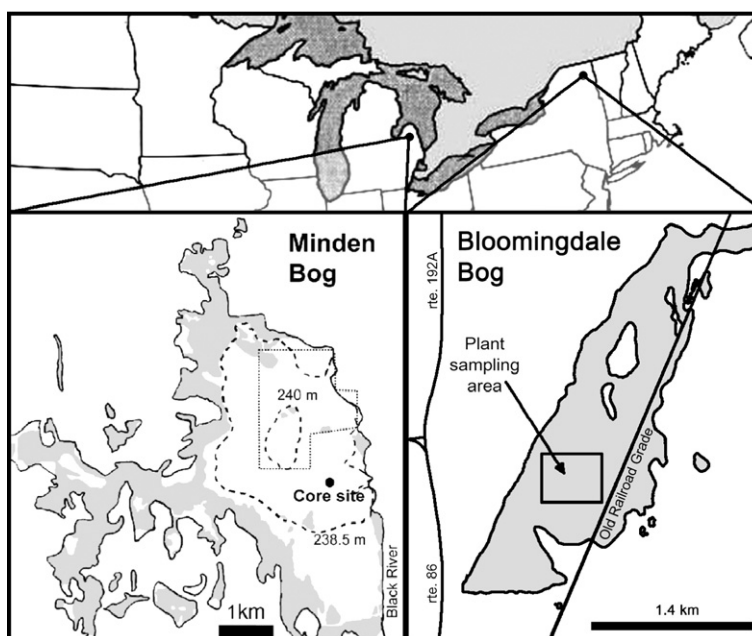 Minden
Bog
240 m
Core site
238.5 m
Black River
1km
Bloomingdale
Bog
rte. 192A
Plant
sampling
area
Old Railroad Grade
rte. 86
1.4 km